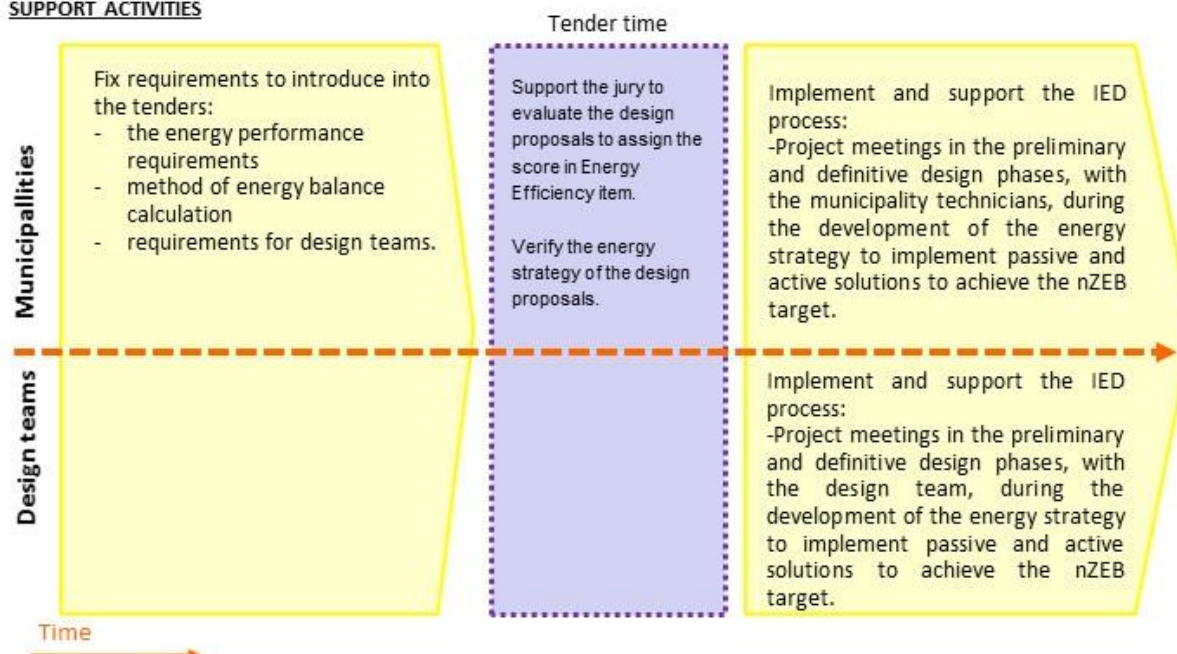 SUPPORT ACTIVITIES
Tender time
Municipallities
Fix requirements to introduce into
the tenders:
- the energy performance
requirements
- method of energy balance
calculation
- requirements for design teams.
Support the jury to
evaluate the design
proposals to assign the
score in Energy
Efficiency item.
Verify the energy
strategy of the design
proposals.
Implement and support the IED
process:
-Project meetings in the preliminary
and definitive design phases, with
the municipality technicians, during
the development of the energy
strategy to implement passive and
active solutions to achieve the nZEB
target.
Design teams
Implement and support the IED
process:
-Project meetings in the preliminary
and definitive design phases, with
the design team, during the
development of the energy strategy
to implement passive and active
solutions to achieve the nZEB
target.
Time